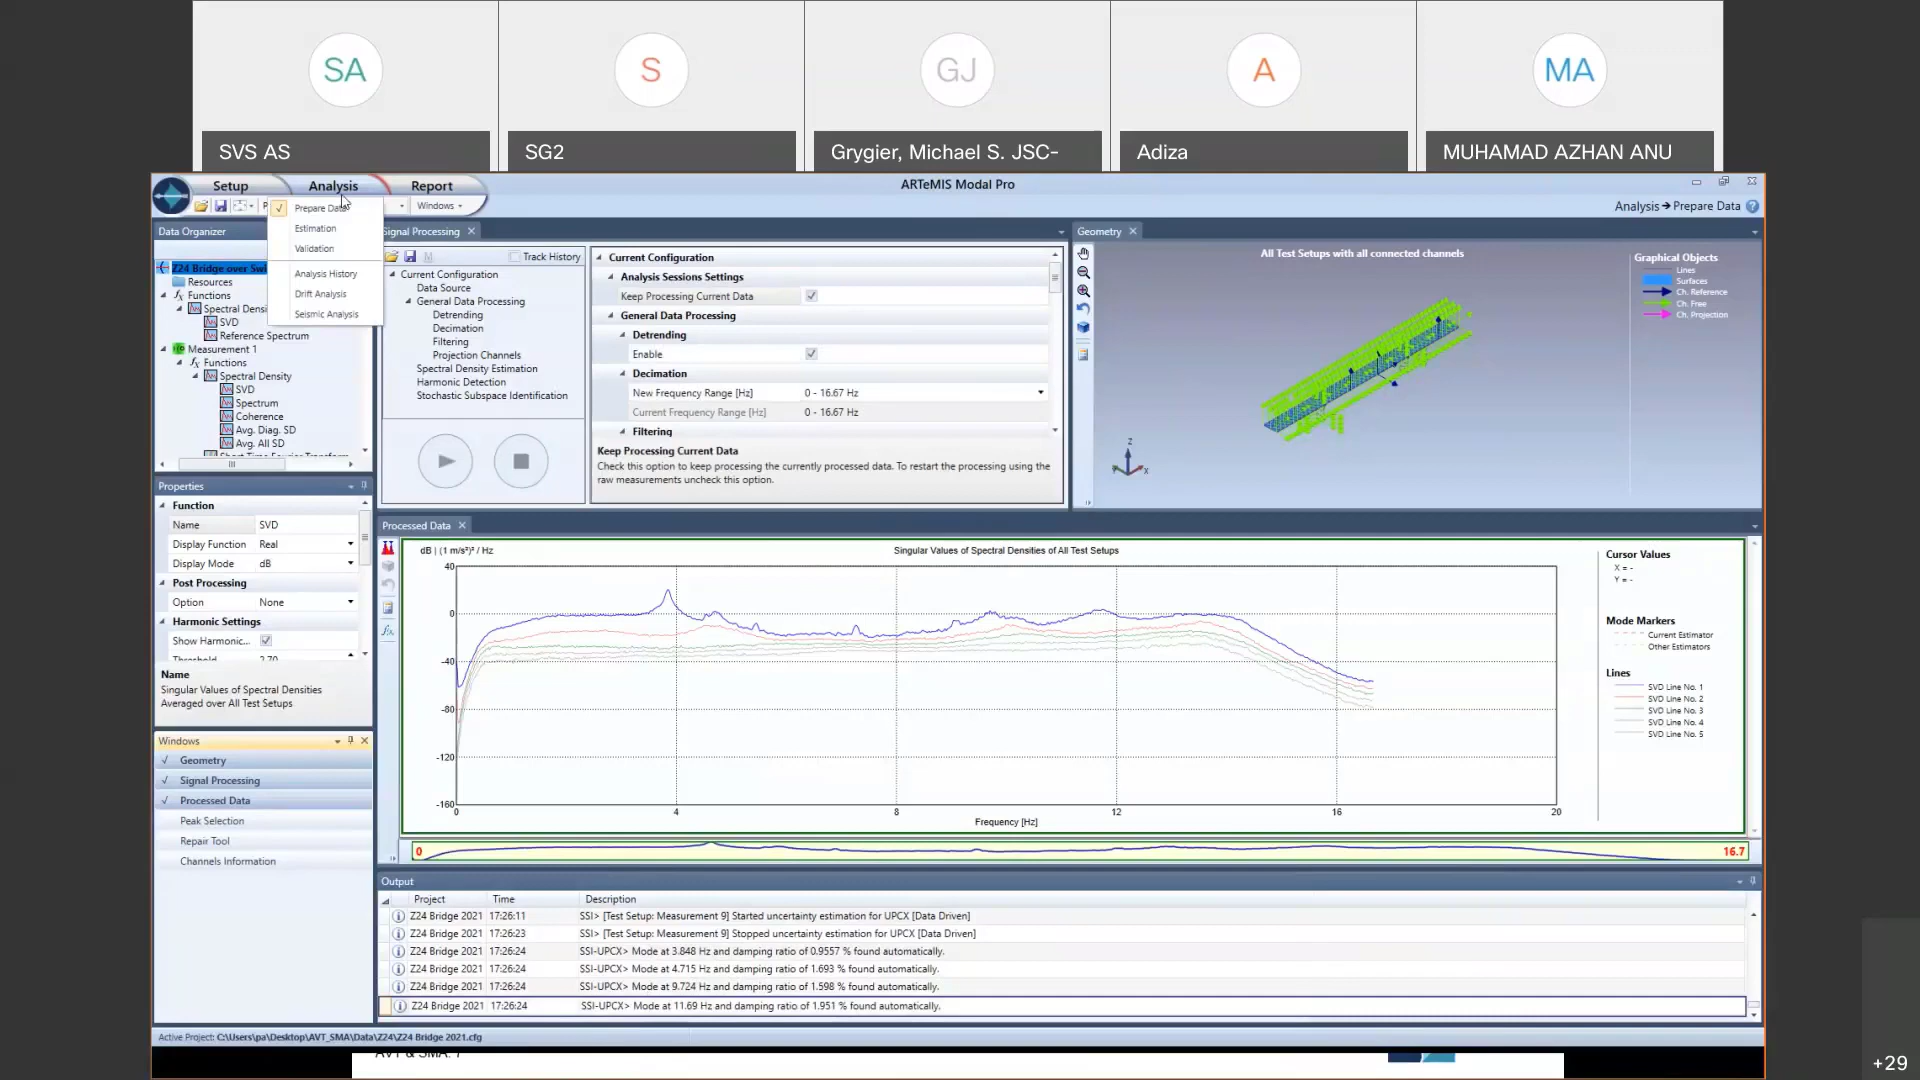 SA
S
GJ
A
MA
SVS AS
SG2
Grygier, Michael S. JSC-
Adiza
MUHAMAD AZHAN ANU
Setup
Analysis
Report
ARTeMIS Modal Pro
Windows
Analysis → Prepare Data
Prepare Data
Estimation
Validation
Analysis History
Drift Analysis
Seismic Analysis
Data Organizer
Z24 Bridge over Swi
Resources
Functions
Spectral Densi
SVD
Reference Spectrum
Measurement 1
Functions
Spectral Density
SVD
Spectrum
Coherence
Avg. Diag. SD
Avg. All SD
Short Time Fourier Transform
Signal Processing
Track History
Current Configuration
Data Source
General Data Processing
Detrending
Decimation
Filtering
Projection Channels
Spectral Density Estimation
Harmonic Detection
Stochastic Subspace Identification
Current Configuration
Analysis Sessions Settings
Keep Processing Current Data
General Data Processing
Detrending
Enable
Decimation
New Frequency Range [Hz] 0 - 16.67 Hz
Current Frequency Range [Hz] 0 - 16.67 Hz
Filtering
Keep Processing Current Data
Check this option to keep processing the currently processed data. To restart the processing using the
raw measurements uncheck this option.
Geometry
All Test Setups with all connected channels
Graphical Objects
Lines
Surfaces
Ch. Reference
Ch. Free
Ch. Projection
Z
X
Properties
Function
Name SVD
Display Function Real
Display Mode dB
Post Processing
Option None
Harmonic Settings
Show Harmonic...
Threshold 2.70
Name
Singular Values of Spectral Densities
Averaged over All Test Setups
Windows
Geometry
Signal Processing
Processed Data
Peak Selection
Repair Tool
Channels Information
Processed Data
dB | (1 m/s²)² / Hz
Singular Values of Spectral Densities of All Test Setups
40
0
-40
-80
-120
-160
0 4 8 12 16 20
Frequency [Hz]
Cursor Values
X = -
Y = -
Mode Markers
Current Estimator
Other Estimators
Lines
SVD Line No. 1
SVD Line No. 2
SVD Line No. 3
SVD Line No. 4
SVD Line No. 5
0 16.7
Output
Project Time Description
Z24 Bridge 2021 17:26:11 SSI> [Test Setup: Measurement 9] Started uncertainty estimation for UPCX [Data Driven]
Z24 Bridge 2021 17:26:23 SSI> [Test Setup: Measurement 9] Stopped uncertainty estimation for UPCX [Data Driven]
Z24 Bridge 2021 17:26:24 SSI-UPCX> Mode at 3.848 Hz and damping ratio of 0.9557 % found automatically.
Z24 Bridge 2021 17:26:24 SSI-UPCX> Mode at 4.715 Hz and damping ratio of 1.693 % found automatically.
Z24 Bridge 2021 17:26:24 SSI-UPCX> Mode at 9.724 Hz and damping ratio of 1.598 % found automatically.
Z24 Bridge 2021 17:26:24 SSI-UPCX> Mode at 11.69 Hz and damping ratio of 1.951 % found automatically.
Active Project: C:\Users\pa\Desktop\AVT_SMA\Data\Z24\Z24 Bridge 2021.cfg
AVT & SMA: 7
+29